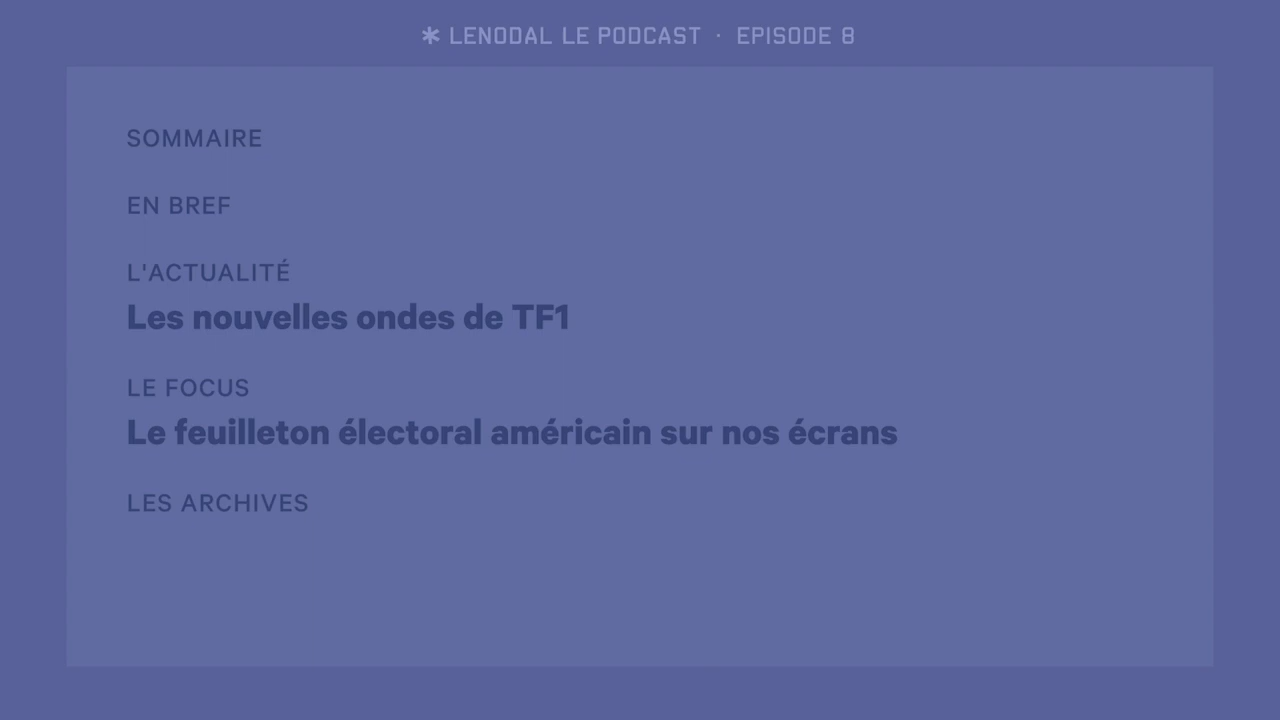 * LENODAL LE PODCAST · EPISODE 8
SOMMAIRE
EN BREF
L'ACTUALITÉ
Les nouvelles ondes de TF1
LE FOCUS
Le feuilleton électoral américain sur nos écrans
LES ARCHIVES